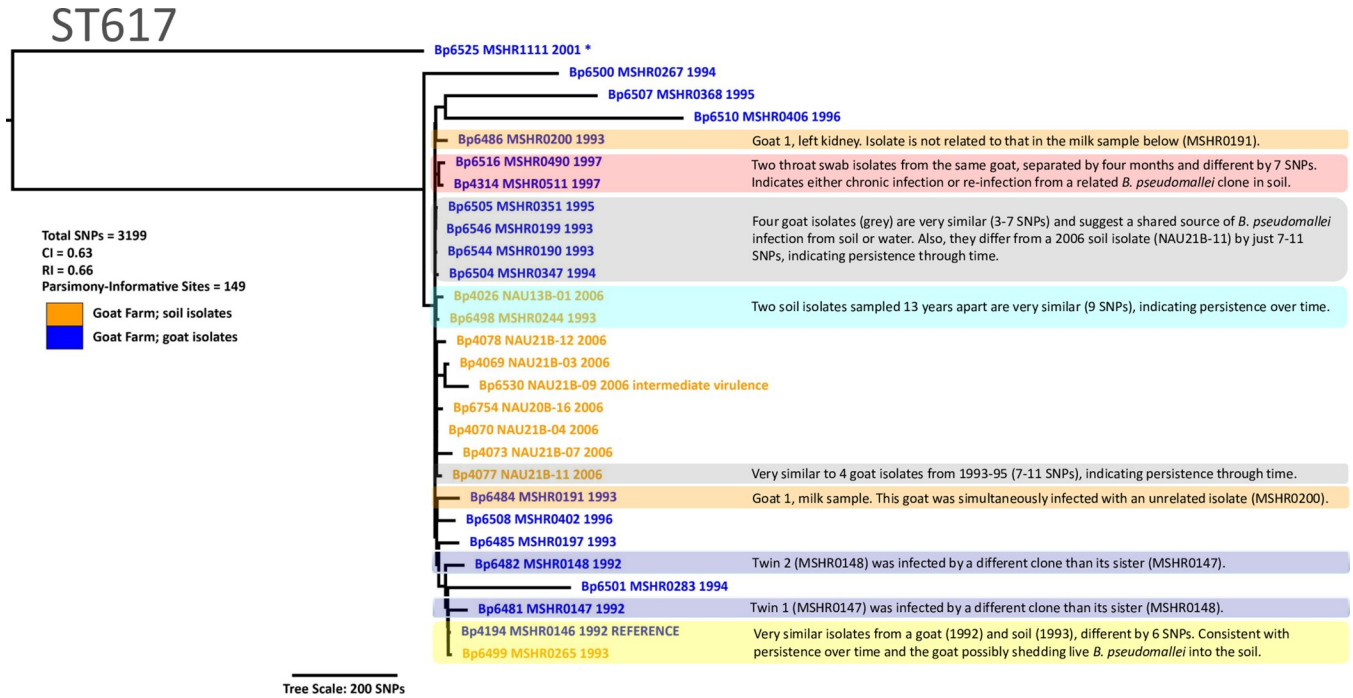 ST617
Bp6525 MSHR1111 2001 *
Bp6500 MSHR0267 1994
Bp6507 MSHR0368 1995
Bp6510 MSHR0406 1996
Bp6486 MSHR0200 1993
Goat 1, left kidney. Isolate is not related to that in the milk sample below (MSHR0191).
Bp6516 MSHR0490 1997
Bp4314 MSHR0511 1997
Two throat swab isolates from the same goat, separated by four months and different by 7 SNPs.
Indicates either chronic infection or re-infection from a related B. pseudomallei clone in soil.
Bp6505 MSHR0351 1995
Bp6546 MSHR0199 1993
Bp6544 MSHR0190 1993
Bp6504 MSHR0347 1994
Four goat isolates (grey) are very similar (3-7 SNPs) and suggest a shared source of B. pseudomallei
infection from soil or water. Also, they differ from a 2006 soil isolate (NAU21B-11) by just 7-11
SNPs, indicating persistence through time.
Total SNPs = 3199
CI = 0.63
RI = 0.66
Parsimony-Informative Sites = 149
Goat Farm; soil isolates
Goat Farm; goat isolates
Bp4026 NAU13B-01 2006
Bp6498 MSHR0244 1993
Two soil isolates sampled 13 years apart are very similar (9 SNPs), indicating persistence over time.
Bp4078 NAU21B-12 2006
Bp4069 NAU21B-03 2006
Bp6530 NAU21B-09 2006 intermediate virulence
Bp6754 NAU20B-16 2006
Bp4070 NAU21B-04 2006
Bp4073 NAU21B-07 2006
Bp4077 NAU21B-11 2006
Very similar to 4 goat isolates from 1993-95 (7-11 SNPs), indicating persistence through time.
Bp6484 MSHR0191 1993
Goat 1, milk sample. This goat was simultaneously infected with an unrelated isolate (MSHR0200).
Bp6508 MSHR0402 1996
Bp6485 MSHR0197 1993
Bp6482 MSHR0148 1992
Twin 2 (MSHR0148) was infected by a different clone than its sister (MSHR0147).
Bp6501 MSHR0283 1994
Bp6481 MSHR0147 1992
Twin 1 (MSHR0147) was infected by a different clone than its sister (MSHR0148).
Bp4194 MSHR0146 1992 REFERENCE
Bp6499 MSHR0265 1993
Very similar isolates from a goat (1992) and soil (1993), different by 6 SNPs. Consistent with
persistence over time and the goat possibly shedding live B. pseudomallei into the soil.
Tree Scale: 200 SNPs